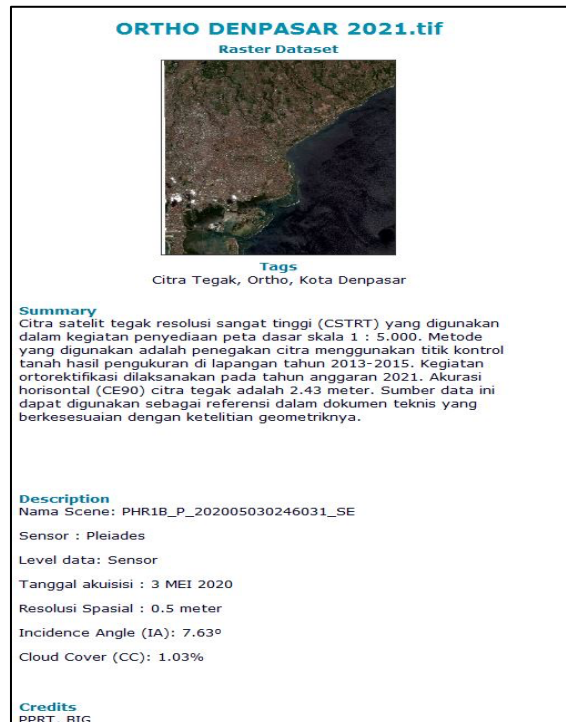 ORTHO DENPASAR 2021.tif
Raster Dataset
Tags
Citra Tegak, Ortho, Kota Denpasar
Summary
Citra satelit tegak resolusi sangat tinggi (CSTRT) yang digunakan
dalam kegiatan penyediaan peta dasar skala 1 : 5.000. Metode
yang digunakan adalah penegakan citra menggunakan titik kontrol
tanah hasil pengukuran di lapangan tahun 2013-2015. Kegiatan
ortorektifikasi dilaksanakan pada tahun anggaran 2021. Akurasi
horisontal (CE90) citra tegak adalah 2.43 meter. Sumber data ini
dapat digunakan sebagai referensi dalam dokumen teknis yang
berkesesuaian dengan ketelitian geometriknya.
Description
Nama Scene: PHR1B_P_202005030246031_SE
Sensor : Pleiades
Level data: Sensor
Tanggal akuisisi : 3 MEI 2020
Resolusi Spasial : 0.5 meter
Incidence Angle (IA): 7.63º
Cloud Cover (CC): 1.03%
Credits
PPRT, BIG